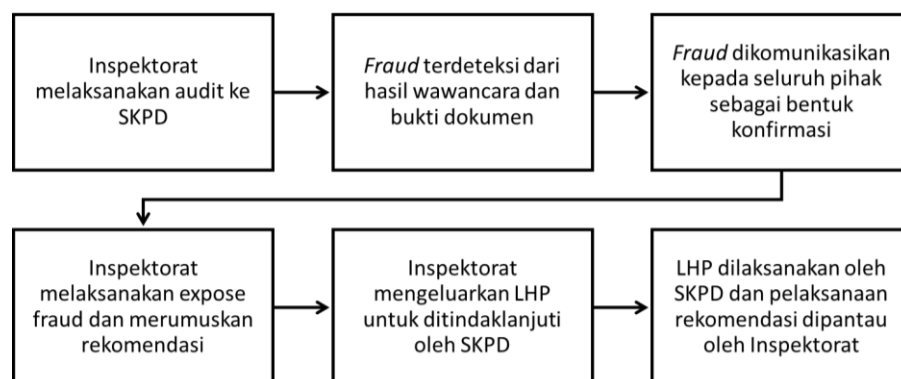 Inspektorat
melaksanakan audit ke
SKPD
Fraud terdeteksi dari
hasil wawancara dan
bukti dokumen
Fraud dikomunikasikan
kepada seluruh pihak
sebagai bentuk
konfirmasi
Inspektorat
melaksanakan expose
fraud dan merumuskan
rekomendasi
Inspektorat
mengeluarkan LHP
untuk ditindaklanjuti
oleh SKPD
LHP dilaksanakan oleh
SKPD dan pelaksanaan
rekomendasi dipantau
oleh Inspektorat